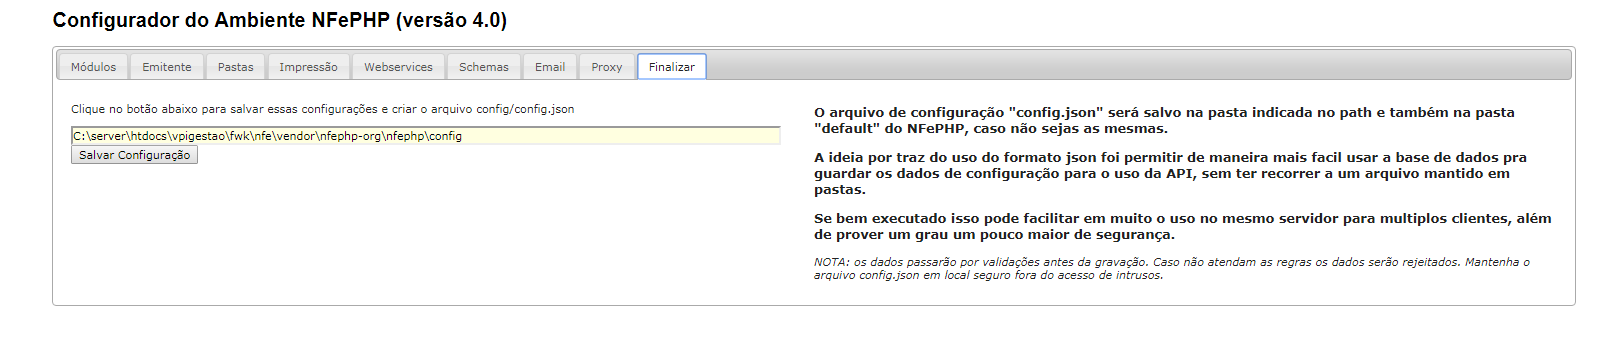 Configurador do Ambiente NFePHP (versão 4.0)
Módulos Emitente Pastas Impressão Webservices Schemas Email Proxy Finalizar
Clique no botão abaixo para salvar essas configurações e criar o arquivo config/config.json
C:\server\htdocs\vpigestao\fwk\nfe\vendor\nfephp-org\nfephp\config
Salvar Configuração
O arquivo de configuração "config.json" será salvo na pasta indicada no path e também na pasta
"default" do NFePHP, caso não sejas as mesmas.
A ideia por traz do uso do formato json foi permitir de maneira mais facil usar a base de dados pra
guardar os dados de configuração para o uso da API, sem ter recorrer a um arquivo mantido em
pastas.
Se bem executado isso pode facilitar em muito o uso no mesmo servidor para multiplos clientes, além
de prover um grau um pouco maior de segurança.
NOTA: os dados passarão por validações antes da gravação. Caso não atendam as regras os dados serão rejeitados. Mantenha o
arquivo config.json em local seguro fora do acesso de intrusos.